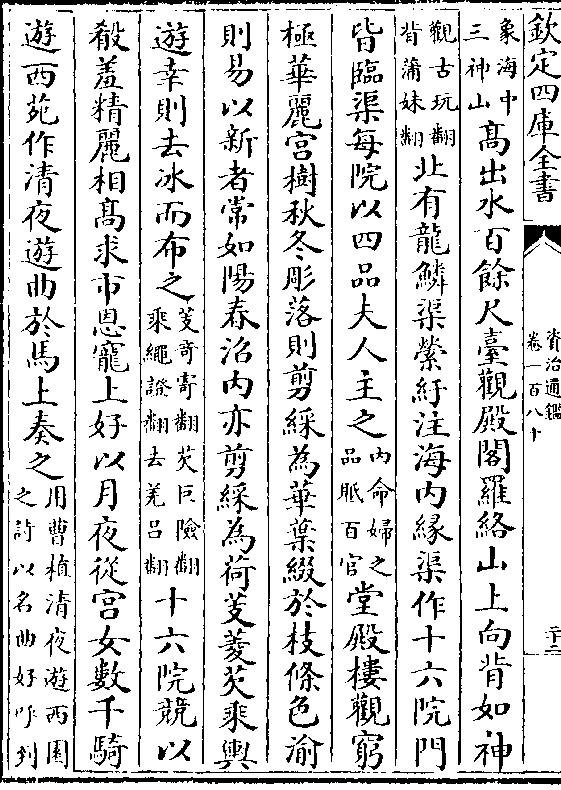 欽定四庫全書
資治通鑑
卷一百八十
二十二
象海中
三神山
髙出水百餘尺臺觀殿閣羅絡山上向背如神
觀古玩翻
背蒲妹翻
北有龍鱗渠縈紆注海内緣渠作十六院門
皆臨渠每院以四品夫人主之
内命婦之
品眡百官
堂殿樓觀窮
極華麗宫樹秋冬彫落則剪綵為華葉綴於枝條色渝
則易以新者常如陽春沼内亦剪綵為荷芰菱芡乘輿
遊幸則去冰而布之
芰奇寄翻芡巨險翻
乘繩證翻去羌呂翻
十六院競以
殽羞精麗相髙求市恩寵上好以月夜從宫女數千騎
遊西苑作清夜遊曲於馬上奏之
用曹植清夜遊西園
之詩以名曲好呼到